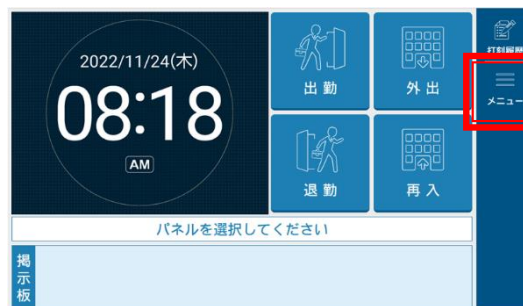 2022/11/24(木)
08:18
AM
出勤
外出
退勤
再入
打刻履歴
メニュー
パネルを選択してください
掲示板